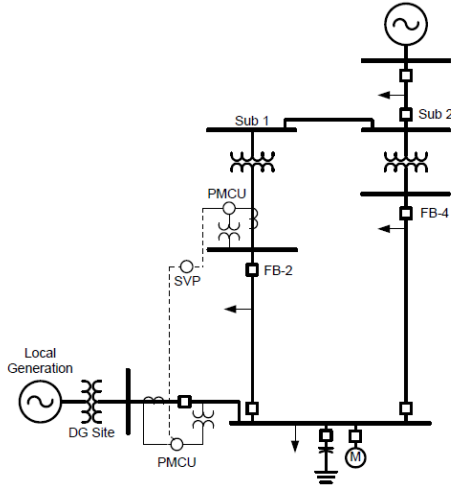 Sub 1
Sub 2
PMCU
FB-4
FB-2
SVP
Local
Generation
DG Site
PMCU
M